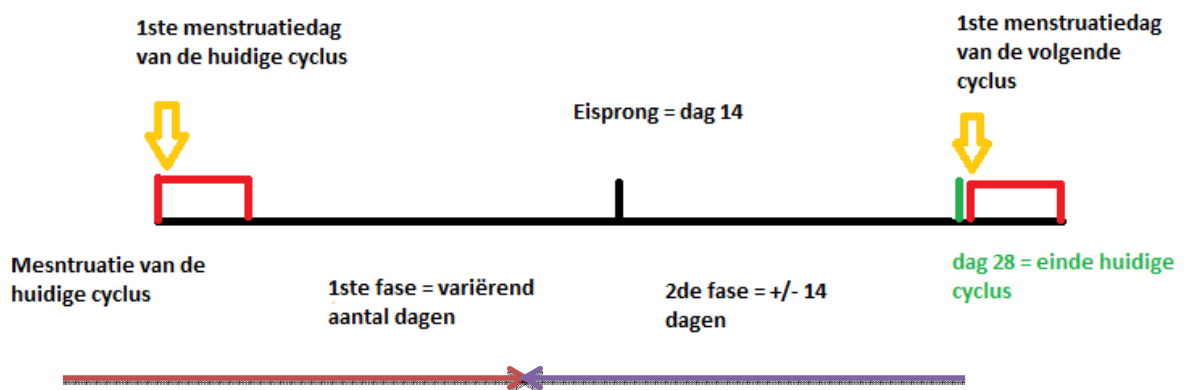 1ste menstruatiedag
van de huidige cyclus
1ste menstruatiedag
van de volgende
cyclus
Eisprong = dag 14
Mesntruatie van de
huidige cyclus
1ste fase = variërend
aantal dagen
2de fase = +/- 14
dagen
dag 28 = einde huidige
cyclus